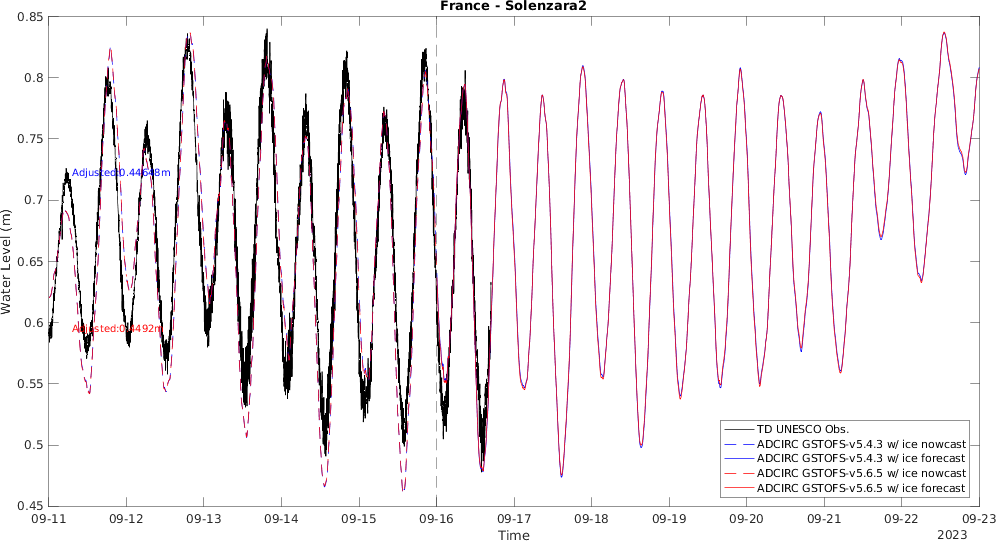 France - Solenzara2
0.85
0.8
0.75
0.7
0.65
0.6
0.55
0.5
0.45
Water Level (m)
Adjusted:0.44648m
Adjusted:0.4492m
TD UNESCO Obs.
ADCIRC GSTOFS-v5.4.3 w/ ice nowcast
ADCIRC GSTOFS-v5.4.3 w/ ice forecast
ADCIRC GSTOFS-v5.6.5 w/ ice nowcast
ADCIRC GSTOFS-v5.6.5 w/ ice forecast
09-11 09-12 09-13 09-14 09-15 09-16 09-17 09-18 09-19 09-20 09-21 09-22 09-23
Time
2023